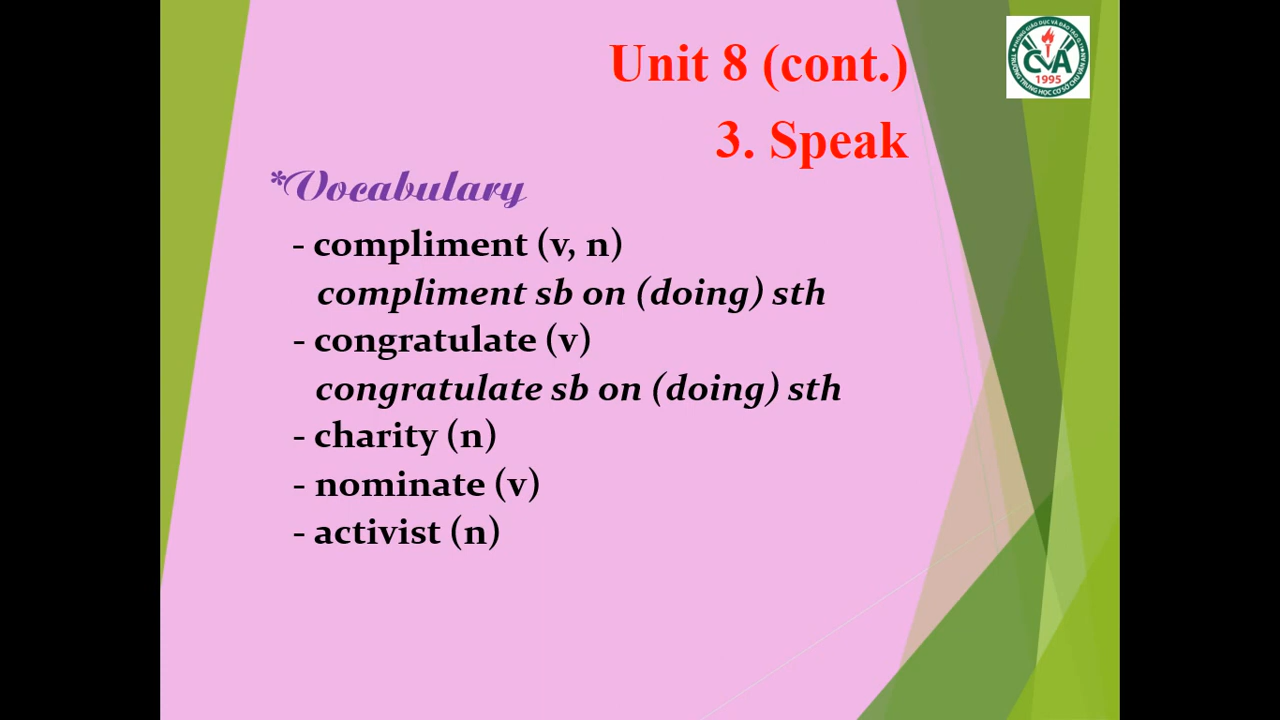 Unit 8 (cont.)
3. Speak
*Vocabulary
- compliment (v, n)
compliment sb on (doing) sth
- congratulate (v)
congratulate sb on (doing) sth
- charity (n)
- nominate (v)
- activist (n)
CVA
1995